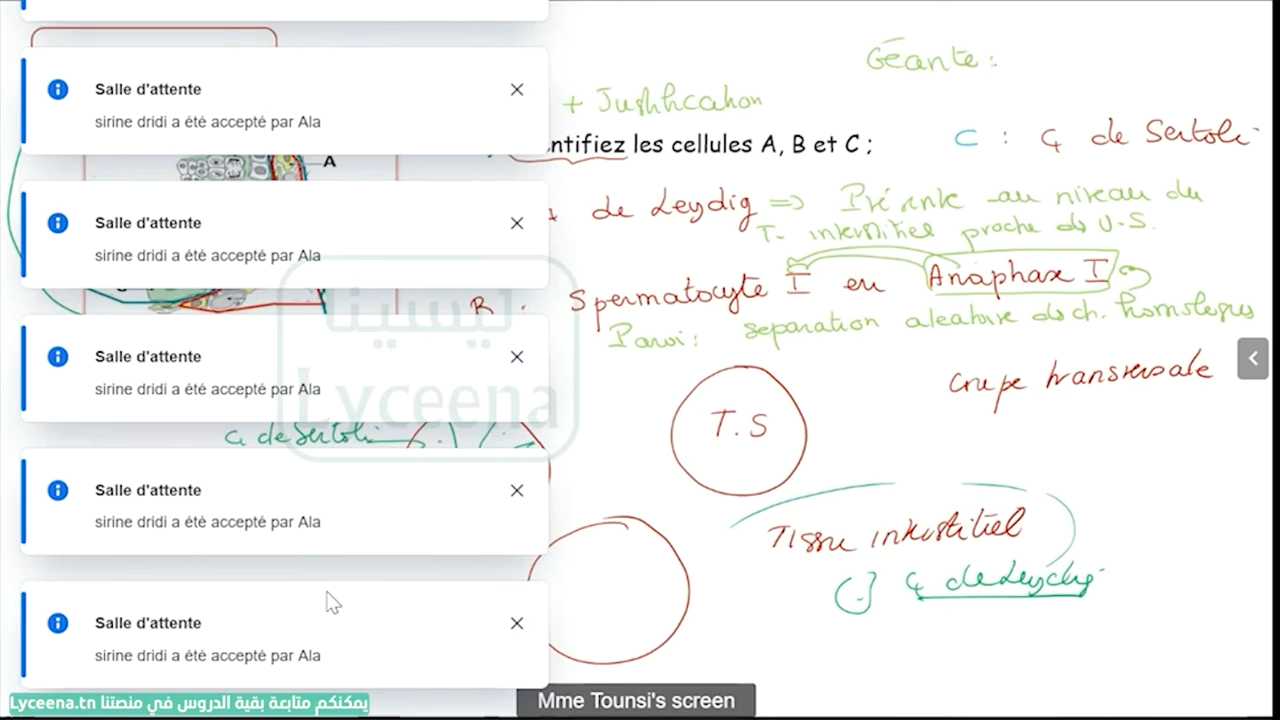 Géante :
+ Justification
entifiez les cellules A, B et C ;
C : C, de Sertoli
A
de Leydig => Présente au niveau du
T. interstitiel proche des V.S.
B . Spermatocyte I en Anaphase I
Paroi : séparation aléatoire des ch. homologues
Coupe transversale
T.S
C, de Sertoli
Tissu interstitiel
C, de Leydig
Salle d'attente
sirine dridi a été accepté par Ala
Salle d'attente
sirine dridi a été accepté par Ala
Salle d'attente
sirine dridi a été accepté par Ala
Salle d'attente
sirine dridi a été accepté par Ala
Salle d'attente
sirine dridi a été accepté par Ala
ليسينا
Lyceena
Mme Tounsi's screen
يمكنكم متابعة بقية الدروس في منصتنا Lyceena.tn